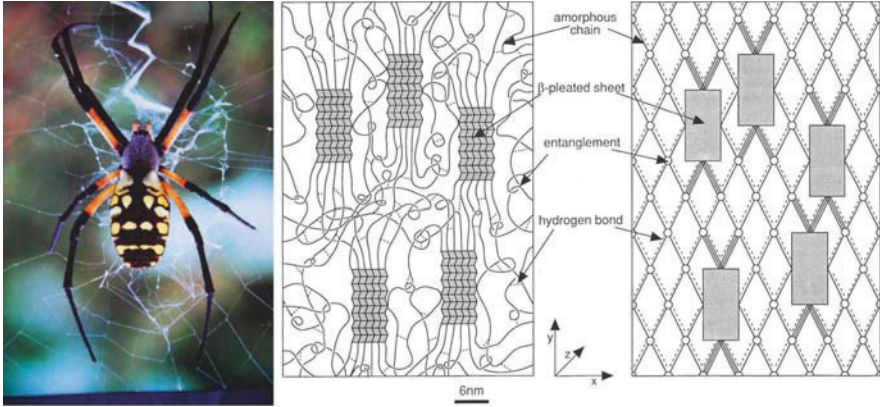 amorphous
chain
β-pleated sheet
entanglement
hydrogen bond
y
z
x
6nm